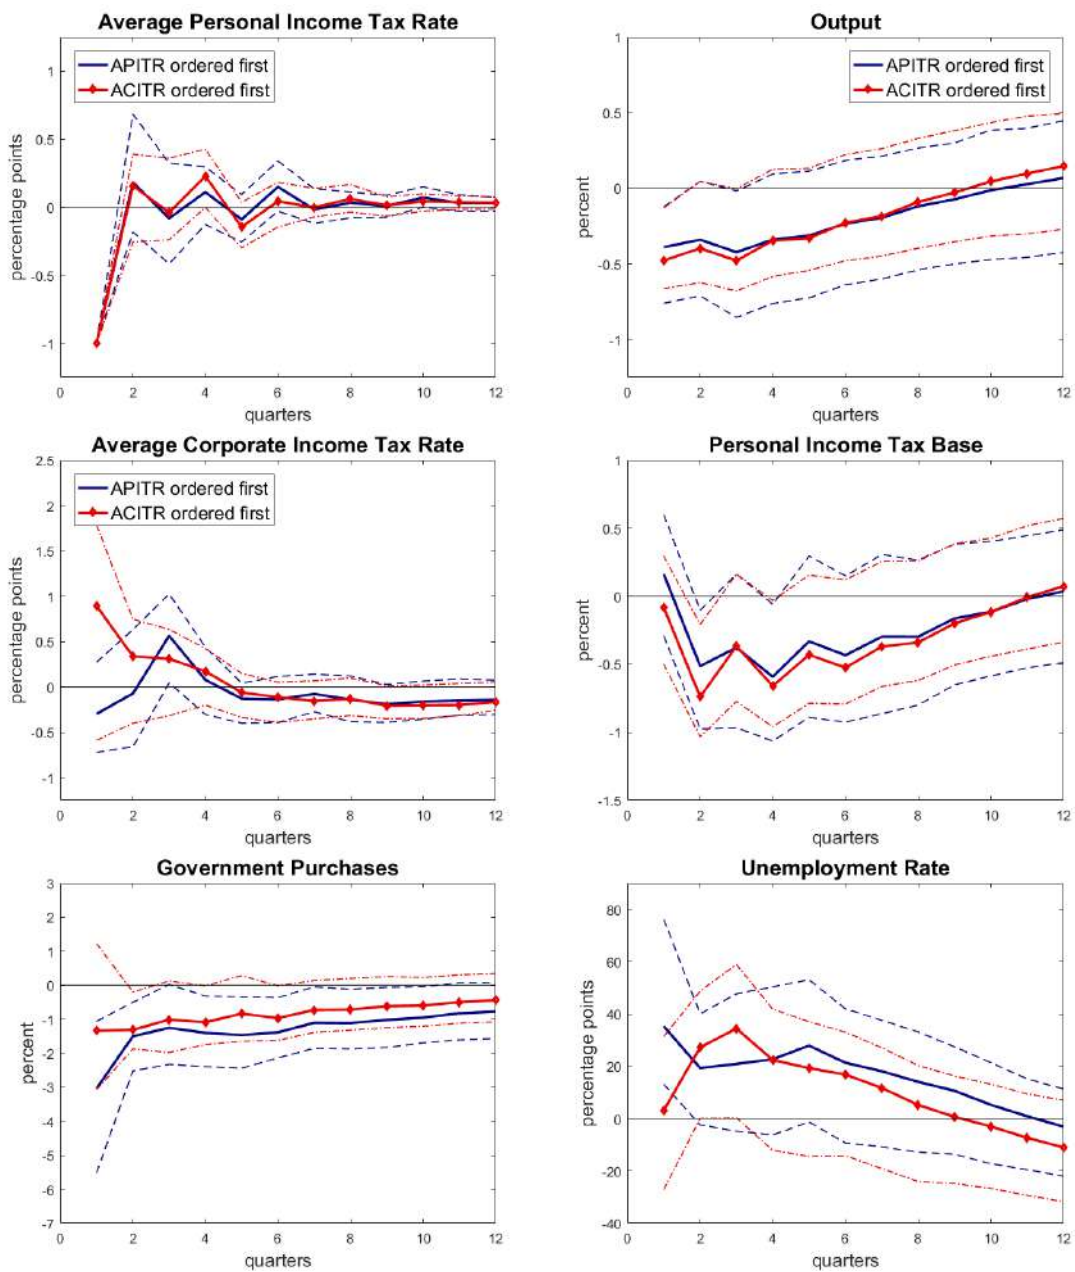 Average Personal Income Tax Rate
APITR ordered first
ACITR ordered first
percentage points
1
0.5
0
-0.5
-1
0 2 4 6 8 10 12
quarters
Output
APITR ordered first
ACITR ordered first
percent
1
0.5
0
-0.5
-1
0 2 4 6 8 10 12
quarters
Average Corporate Income Tax Rate
APITR ordered first
ACITR ordered first
percentage points
2.5
2
1.5
1
0.5
0
-0.5
-1
0 2 4 6 8 10 12
quarters
Personal Income Tax Base
percent
1
0.5
0
-0.5
-1
-1.5
0 2 4 6 8 10 12
quarters
Government Purchases
percent
3
2
1
0
-1
-2
-3
-4
-5
-6
-7
0 2 4 6 8 10 12
quarters
Unemployment Rate
percentage points
80
60
40
20
0
-20
-40
0 2 4 6 8 10 12
quarters